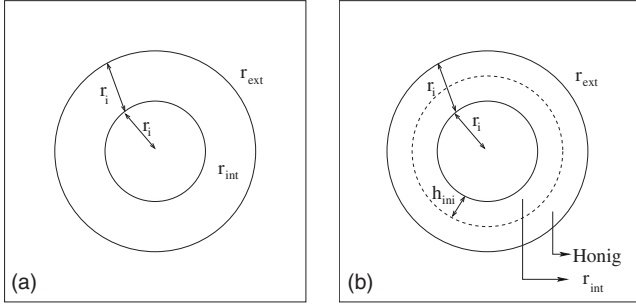 r_ext
r_i
r_i
r_int
(a)
r_ext
r_i
r_i
h_ini
Honig
r_int
(b)